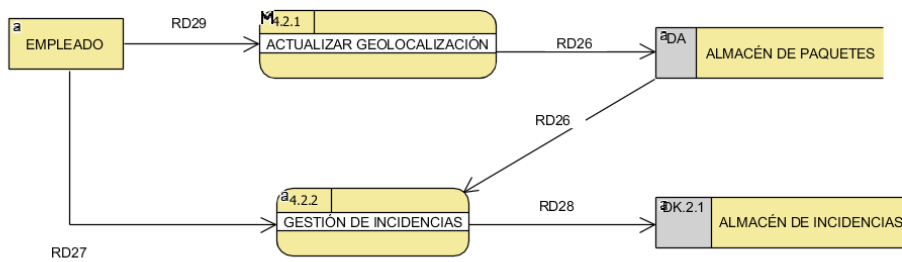 a
EMPLEADO
RD29
M 4.2.1
ACTUALIZAR GEOLOCALIZACIÓN
RD26
a DA
ALMACÉN DE PAQUETES
RD26
a 4.2.2
GESTIÓN DE INCIDENCIAS
RD28
a DK.2.1
ALMACÉN DE INCIDENCIAS
RD27